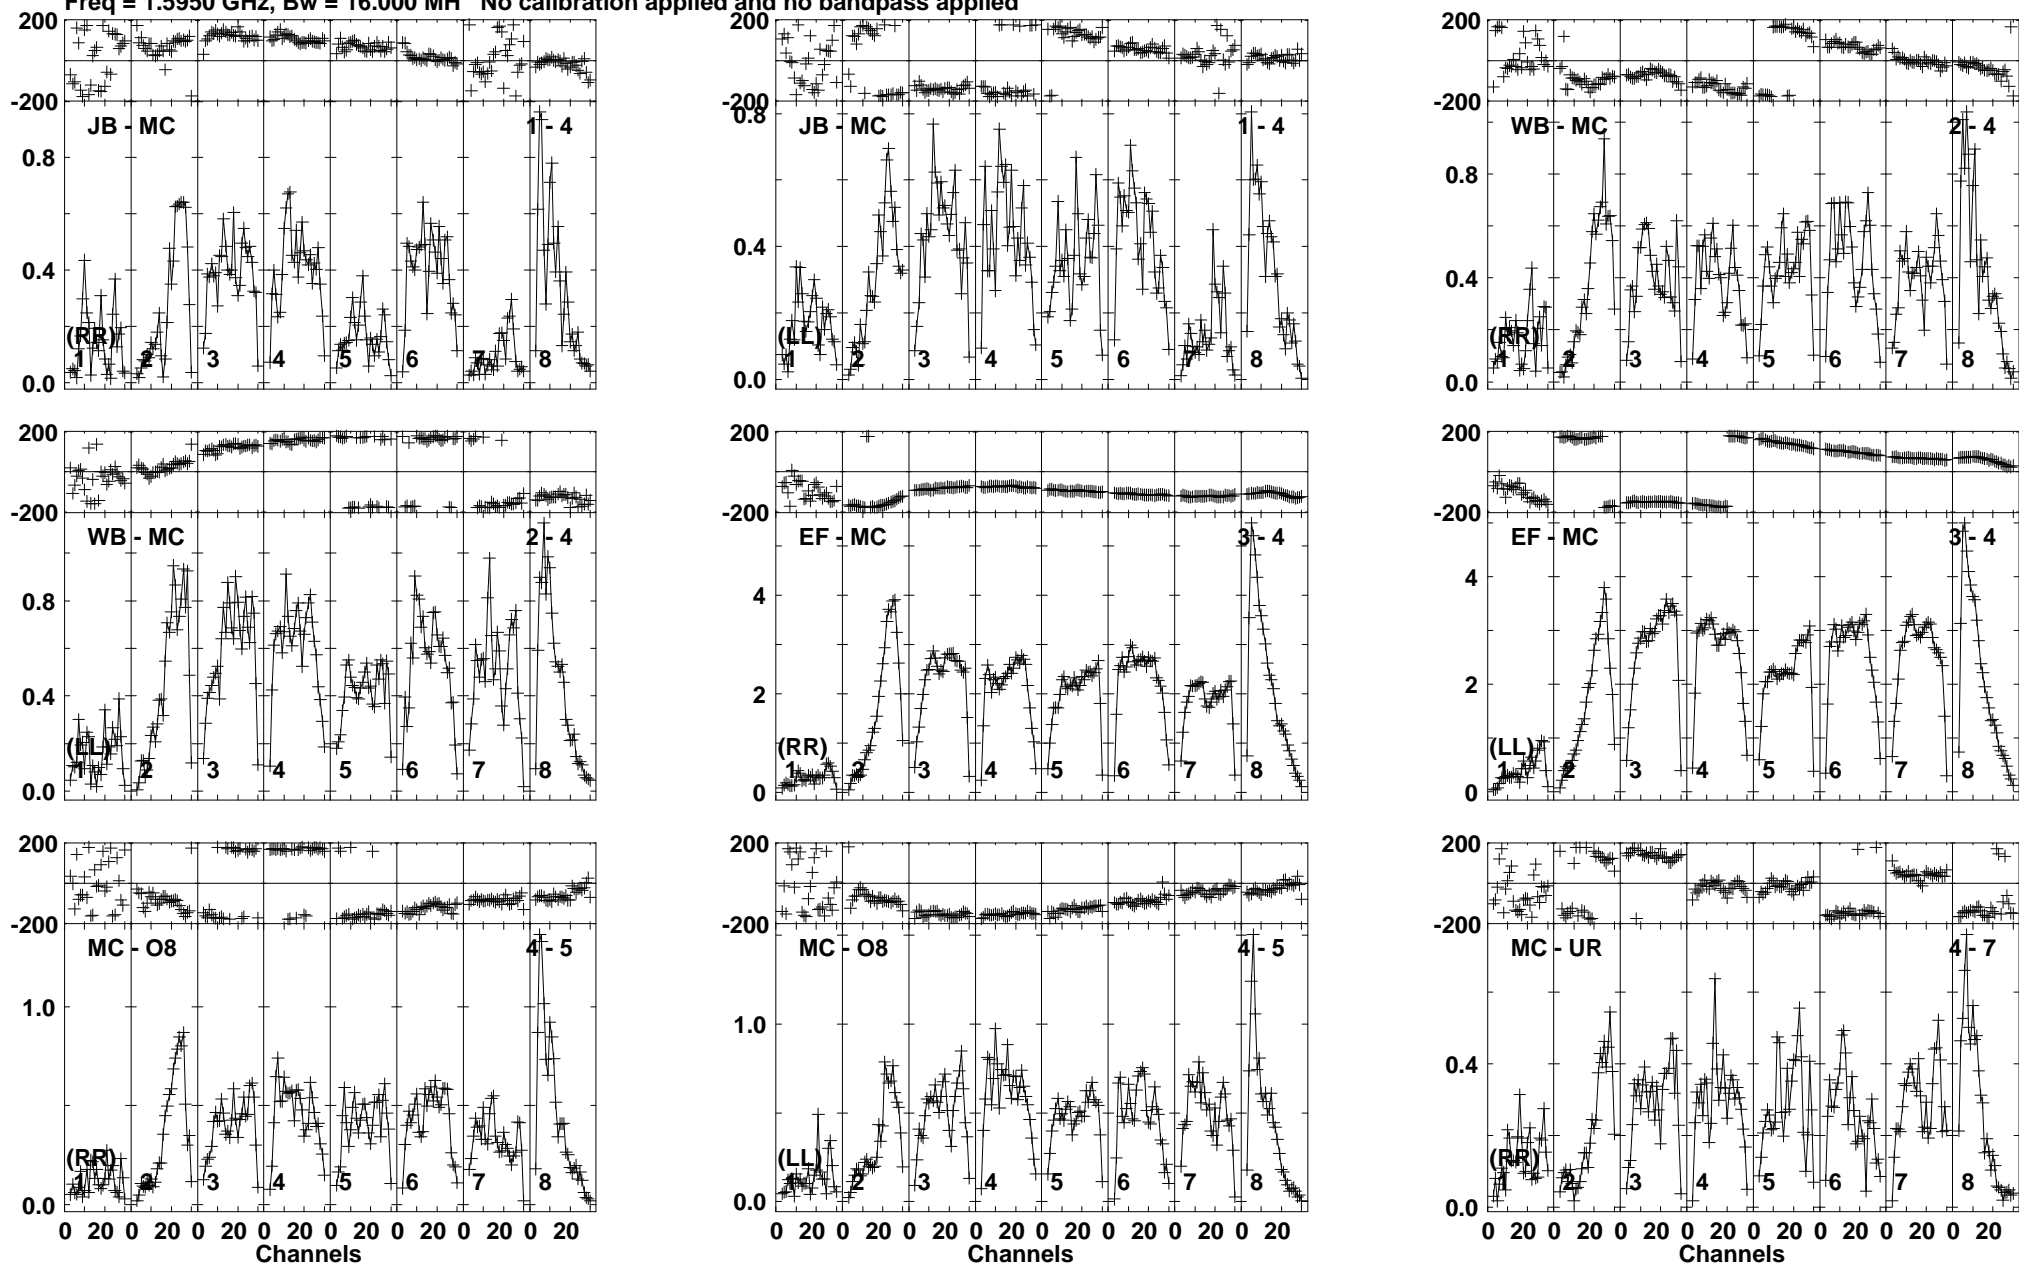 Freq = 1.5950 GHz, Bw = 16.000 MH No calibration applied and no bandpass applied
200 200 200
-200 -200 -200
JB - MC 1 - 4 JB - MC 1 - 4 WB - MC 2 - 4
0.8 0.8 0.8
0.4 0.4 0.4
(RR) (LL) (RR)
1 2 3 4 5 6 7 8 1 2 3 4 5 6 7 8 1 2 3 4 5 6 7 8
0.0 0.0 0.0
200 200 200
-200 -200 -200
WB - MC 2 - 4 EF - MC 3 - 4 EF - MC 3 - 4
0.8 4 4
0.4 2 2
(LL) (RR) (LL)
1 2 3 4 5 6 7 8 1 2 3 4 5 6 7 8 1 2 3 4 5 6 7 8
0.0 0 0
200 200 200
-200 -200 -200
MC - O8 4 - 5 MC - O8 4 - 5 MC - UR 4 - 7
1.0 1.0 0.4
(RR) (LL) (RR)
1 2 3 4 5 6 7 8 1 2 3 4 5 6 7 8 1 2 3 4 5 6 7 8
0.0 0.0 0.0
0 20 0 20 0 20 0 20 0 20 0 20 0 20 0 20 0 20 0 20 0 20 0 20 0 20 0 20 0 20 0 20 0 20 0 20 0 20 0 20 0 20 0 20 0 20 0 20
Channels Channels Channels